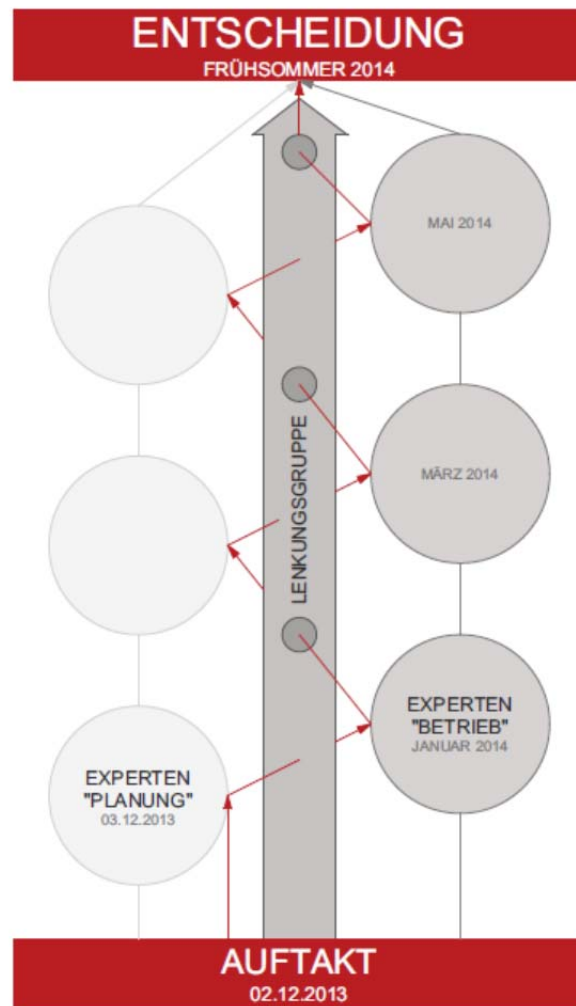 ENTSCHEIDUNG
FRÜHSOMMER 2014
MAI 2014
MÄRZ 2014
LENKUNGSGRUPPE
EXPERTEN
"BETRIEB"
JANUAR 2014
EXPERTEN
"PLANUNG"
03.12.2013
AUFTAKT
02.12.2013